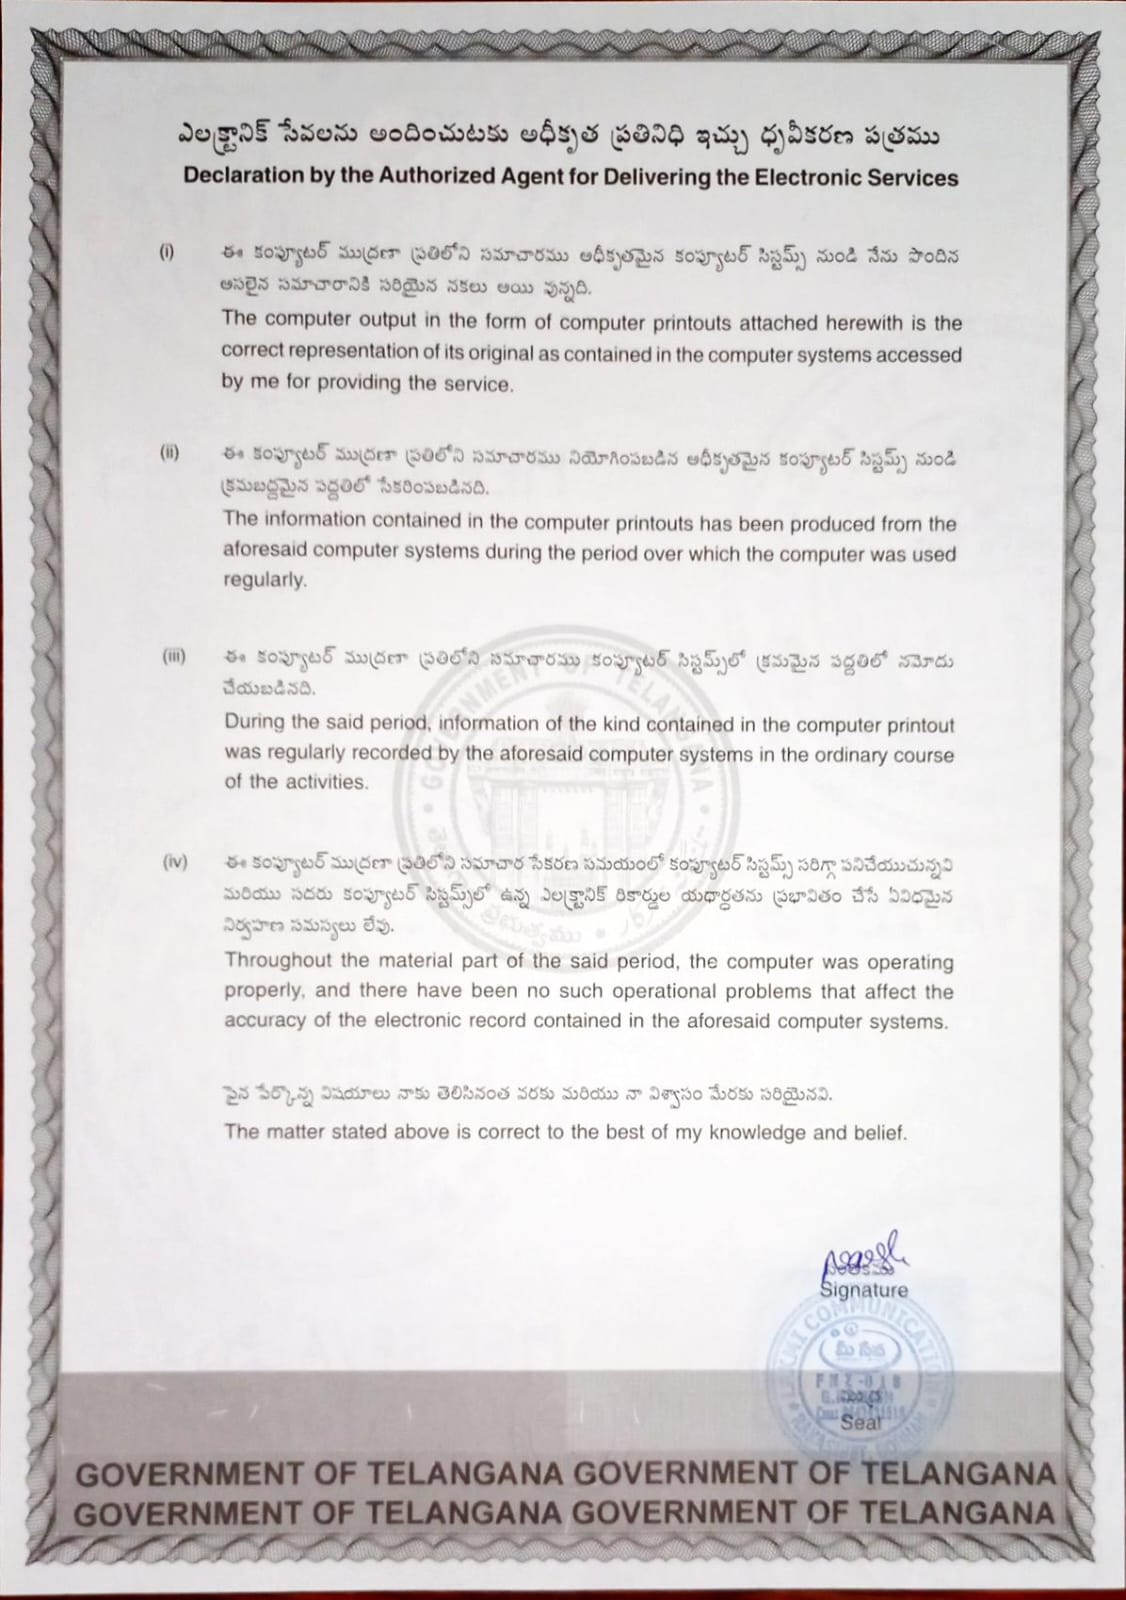 ఎలక్ట్రానిక్ సేవలను అందించుటకు అధీకృత ప్రతినిధి ఇచ్చు ధృవీకరణ పత్రము
Declaration by the Authorized Agent for Delivering the Electronic Services
(i) ఈ కంప్యూటర్ ముద్రణా ప్రతిలోని సమాచారము అధీకృతమైన కంప్యూటర్ సిస్టమ్స్ నుండి నేను పొందిన
అసలైన సమాచారానికి సరియైన నకలు అయి వున్నది.
The computer output in the form of computer printouts attached herewith is the
correct representation of its original as contained in the computer systems accessed
by me for providing the service.
(ii) ఈ కంప్యూటర్ ముద్రణా ప్రతిలోని సమాచారము నియోగింపబడిన అధీకృతమైన కంప్యూటర్ సిస్టమ్స్ నుండి
క్రమబద్దమైన పద్దతిలో సేకరింపబడినది.
The information contained in the computer printouts has been produced from the
aforesaid computer systems during the period over which the computer was used
regularly.
(iii) ఈ కంప్యూటర్ ముద్రణా ప్రతిలోని సమాచారము కంప్యూటర్ సిస్టమ్స్‌లో క్రమమైన పద్దతిలో నమోదు
చేయబడినది.
During the said period, information of the kind contained in the computer printout
was regularly recorded by the aforesaid computer systems in the ordinary course
of the activities.
(iv) ఈ కంప్యూటర్ ముద్రణా ప్రతిలోని సమాచార సేకరణ సమయంలో కంప్యూటర్ సిస్టమ్స్ సరిగ్గా పనిచేయుచున్నవి
మరియు సదరు కంప్యూటర్ సిస్టమ్స్‌లో ఉన్న ఎలక్ట్రానిక్ రికార్డుల యథార్థతను ప్రభావితం చేసే ఏవిధమైన
నిర్వహణ సమస్యలు లేవు.
Throughout the material part of the said period, the computer was operating
properly, and there have been no such operational problems that affect the
accuracy of the electronic record contained in the aforesaid computer systems.
పైన పేర్కొన్న విషయాలు నాకు తెలిసినంత వరకు మరియు నా విశ్వాసం మేరకు సరియైనవి.
The matter stated above is correct to the best of my knowledge and belief.
GOVERNMENT OF TELANGANA
ప్రభుత్వము
సంతకము
Signature
COMMUNICATION
మీ సేవ
Seal
GOVERNMENT OF TELANGANA GOVERNMENT OF TELANGANA
GOVERNMENT OF TELANGANA GOVERNMENT OF TELANGANA